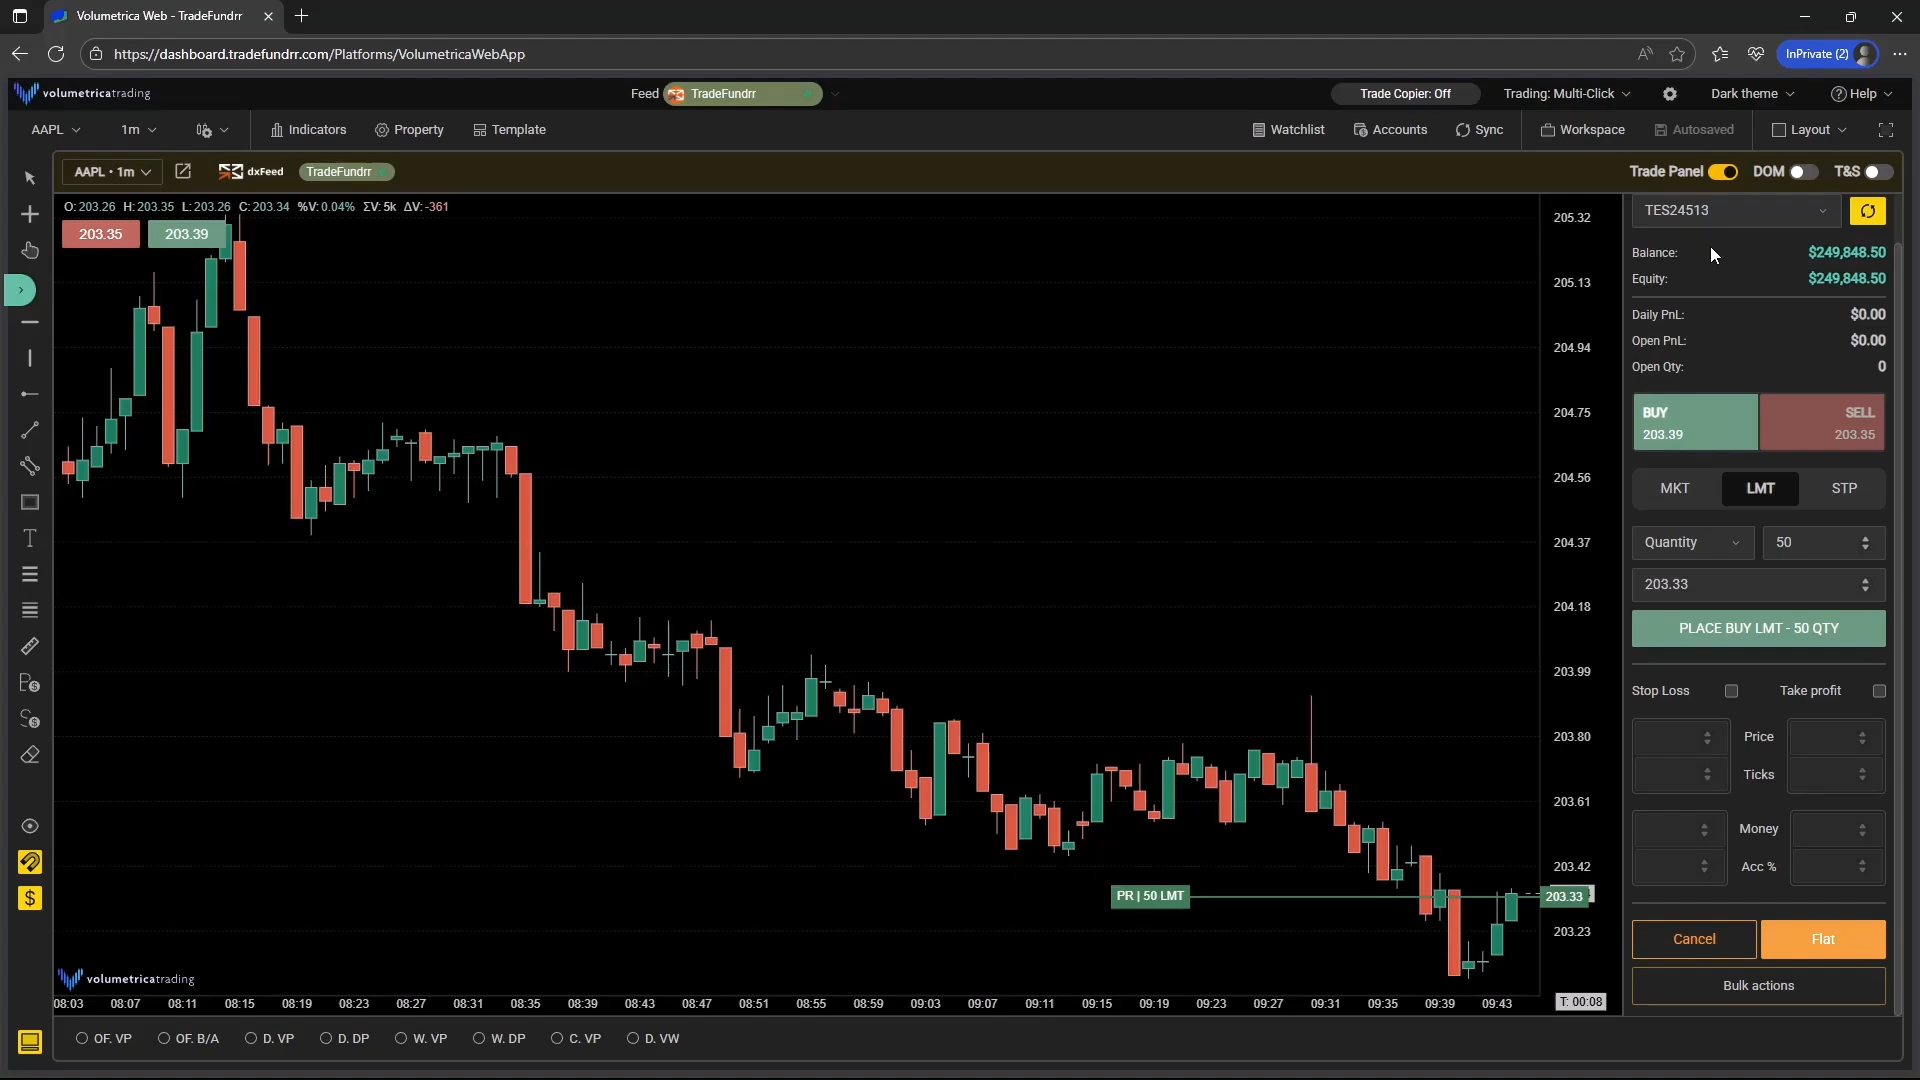 Volumetrica Web - TradeFundrr
https://dashboard.tradefundrr.com/Platforms/VolumetricaWebApp
InPrivate (2)
volumetricatrading
Feed TradeFundrr
Trade Copier: Off
Trading: Multi-Click
Dark theme
Help
AAPL
1m
Indicators
Property
Template
Watchlist
Accounts
Sync
Workspace
Autosaved
Layout
AAPL • 1m
dxFeed
TradeFundrr
Trade Panel
DOM
T&S
O:203.26 H:203.35 L:203.26 C:203.34 %V:0.04% ΣV:5k ΔV:-361
203.35
203.39
205.32
205.13
204.94
204.75
204.56
204.37
204.18
203.99
203.80
203.61
203.42
203.33
203.23
PR | 50 LMT
volumetricatrading
08:03 08:07 08:11 08:15 08:19 08:23 08:27 08:31 08:35 08:39 08:43 08:47 08:51 08:55 08:59 09:03 09:07 09:11 09:15 09:19 09:23 09:27 09:31 09:35 09:39 09:43
T: 00:08
OF. VP
OF. B/A
D. VP
D. DP
W. VP
W. DP
C. VP
D. VW
TES24513
Balance: $249,848.50
Equity: $249,848.50
Daily PnL: $0.00
Open PnL: $0.00
Open Qty: 0
BUY SELL
203.39 203.35
MKT LMT STP
Quantity 50
203.33
PLACE BUY LMT - 50 QTY
Stop Loss Take profit
Price
Ticks
Money
Acc %
Cancel Flat
Bulk actions